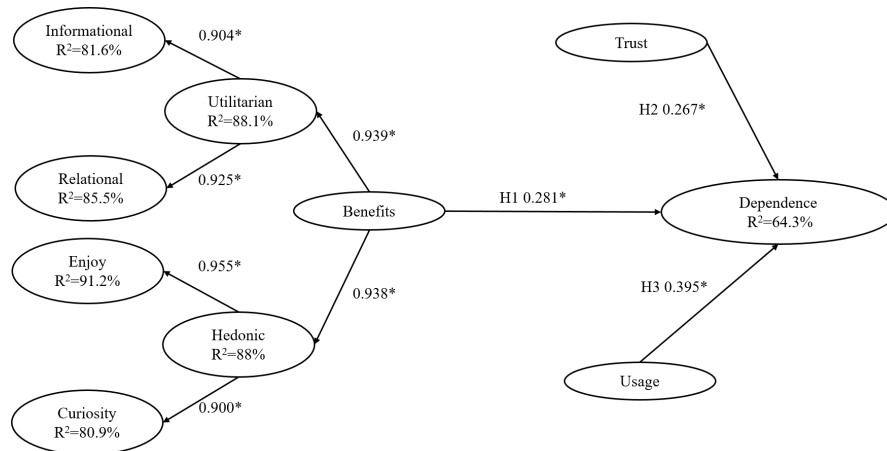 Informational
R²=81.6%
0.904*
Utilitarian
R²=88.1%
0.925*
Relational
R²=85.5%
0.939*
Benefits
Enjoy
R²=91.2%
0.955*
0.938*
Hedonic
R²=88%
0.900*
Curiosity
R²=80.9%
Trust
H2 0.267*
H1 0.281*
Dependence
R²=64.3%
H3 0.395*
Usage